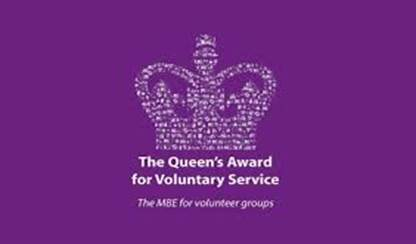 The Queen's Award
for Voluntary Service
The MBE for volunteer groups